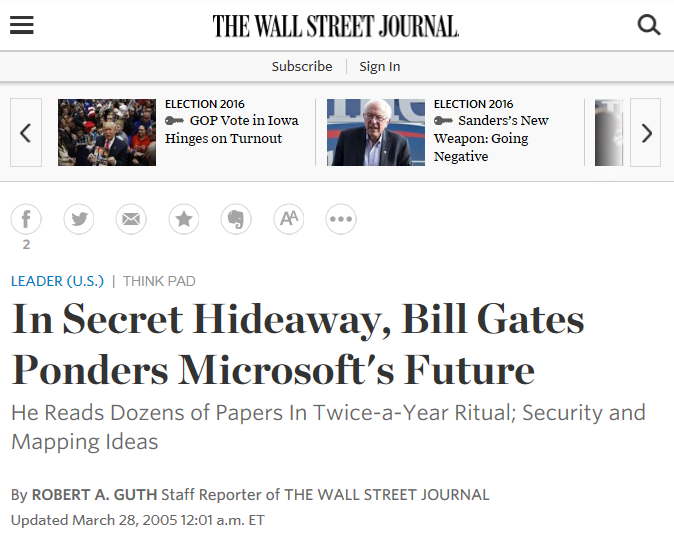 THE WALL STREET JOURNAL.
Subscribe | Sign In
ELECTION 2016
GOP Vote in Iowa
Hinges on Turnout
ELECTION 2016
Sanders's New
Weapon: Going
Negative
2
LEADER (U.S.) | THINK PAD
In Secret Hideaway, Bill Gates
Ponders Microsoft's Future
He Reads Dozens of Papers In Twice-a-Year Ritual; Security and
Mapping Ideas
By ROBERT A. GUTH Staff Reporter of THE WALL STREET JOURNAL
Updated March 28, 2005 12:01 a.m. ET